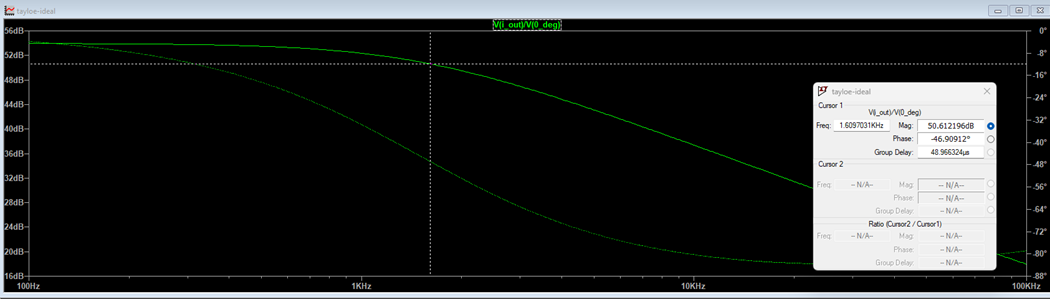 tayloe-ideal
V(i_out)/V(0_deg)
56dB
52dB
48dB
44dB
40dB
36dB
32dB
28dB
24dB
20dB
16dB
0°
-8°
-16°
-24°
-32°
-40°
-48°
-56°
-64°
-72°
-80°
-88°
100Hz
1KHz
10KHz
100KHz
tayloe-ideal
Cursor 1
V(i_out)/V(0_deg)
Freq: 1.6097031KHz Mag: 50.612196dB
Phase: -46.90912°
Group Delay: 48.966324µs
Cursor 2
Freq: -- N/A-- Mag: -- N/A--
Phase: -- N/A--
Group Delay: -- N/A--
Ratio (Cursor2 / Cursor1)
Freq: -- N/A-- Mag: -- N/A--
Phase: -- N/A--
Group Delay: -- N/A--